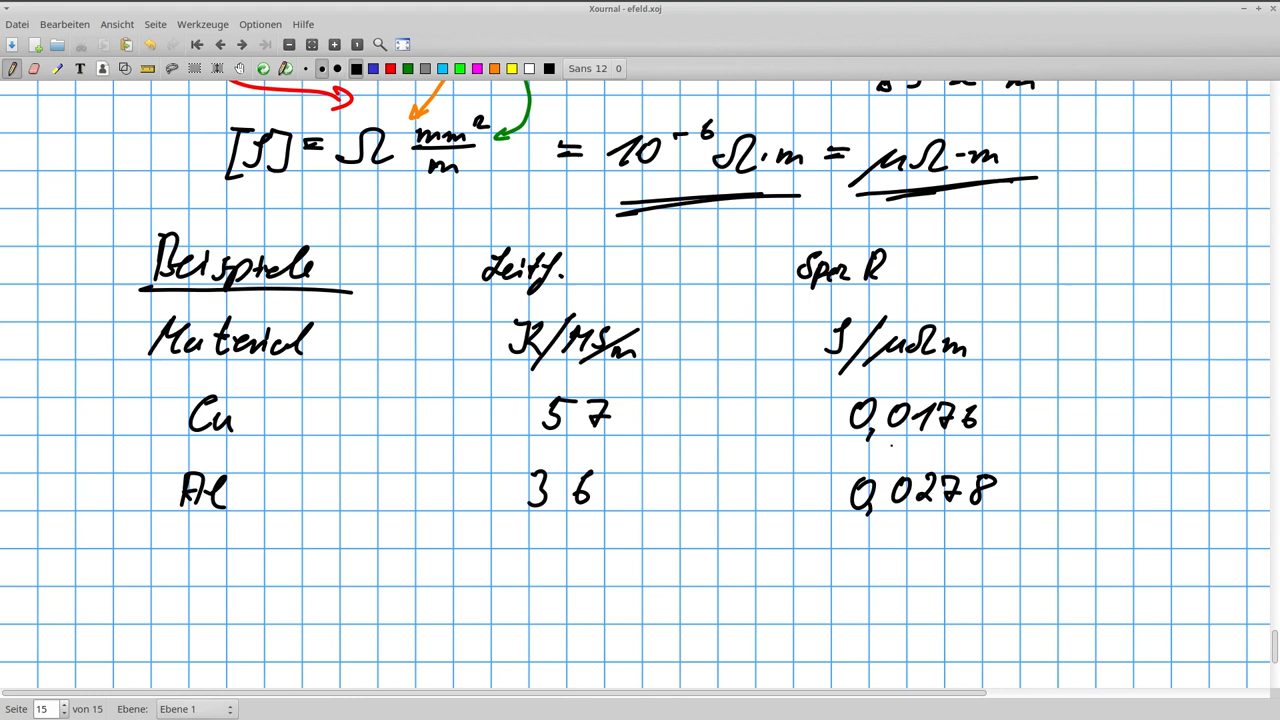 Xournal - efeld.xoj
Datei Bearbeiten Ansicht Seite Werkzeuge Optionen Hilfe
Sans 12 0
m
[ρ] = Ω mm²/m = 10⁻⁶ Ω·m = μΩ·m
Beispiele Leitf. Spez R
Material ϰ/MS/m ρ/μΩm
Cu 57 0,0176
Al 36 0,0278
Seite 15 von 15 Ebene: Ebene 1